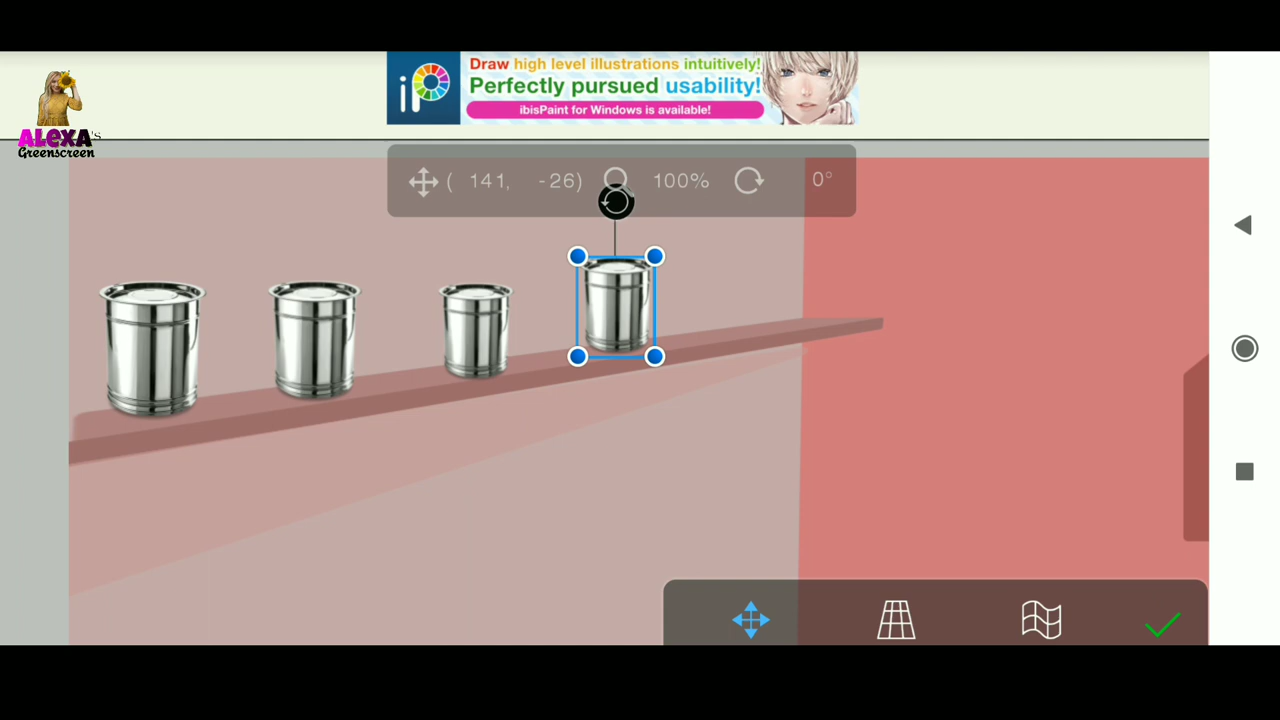 Draw high level illustrations intuitively!
Perfectly pursued usability!
ibisPaint for Windows is available!
iP
ALEXA's
Greenscreen
( 141, -26) 100% 0°